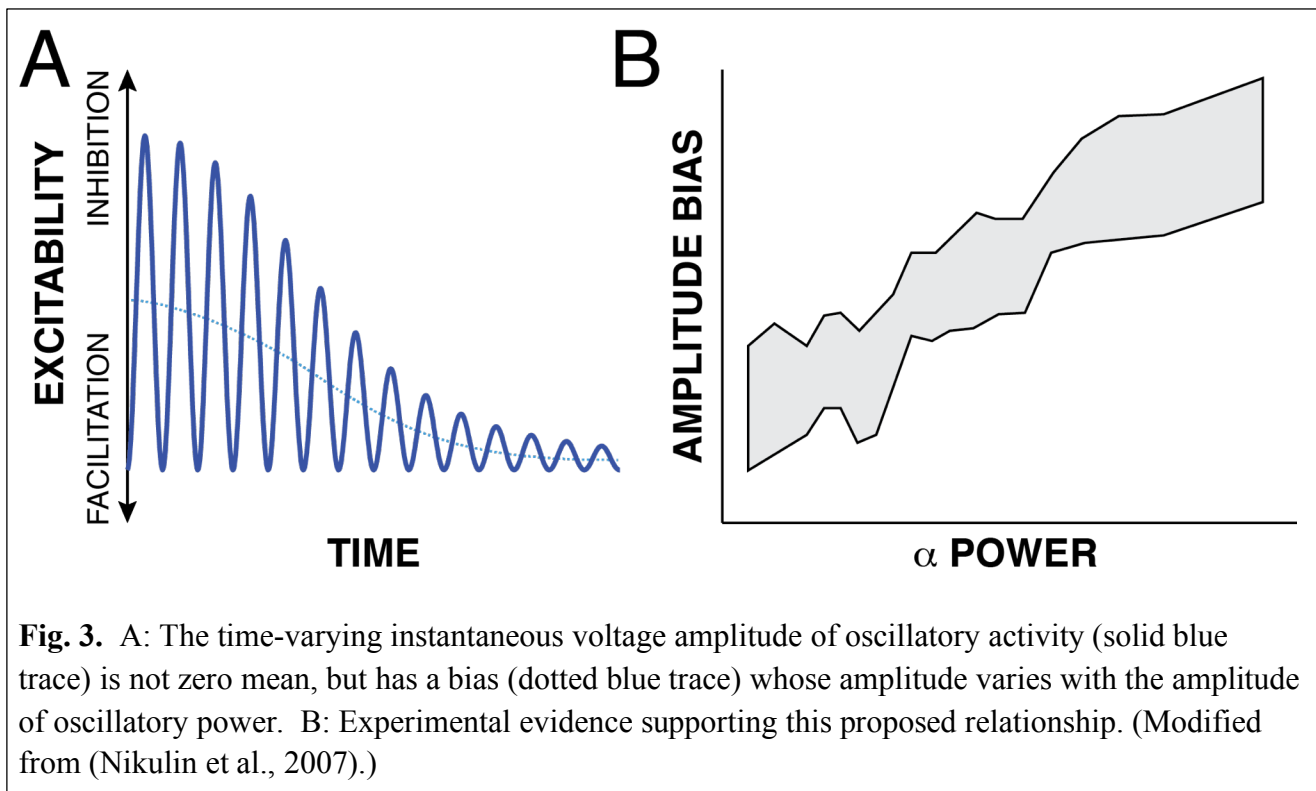 A
EXCITABILITY
INHIBITION
FACILITATION
TIME
B
AMPLITUDE BIAS
α POWER
Fig. 3. A: The time-varying instantaneous voltage amplitude of oscillatory activity (solid blue
trace) is not zero mean, but has a bias (dotted blue trace) whose amplitude varies with the amplitude
of oscillatory power. B: Experimental evidence supporting this proposed relationship. (Modified
from (Nikulin et al., 2007).)